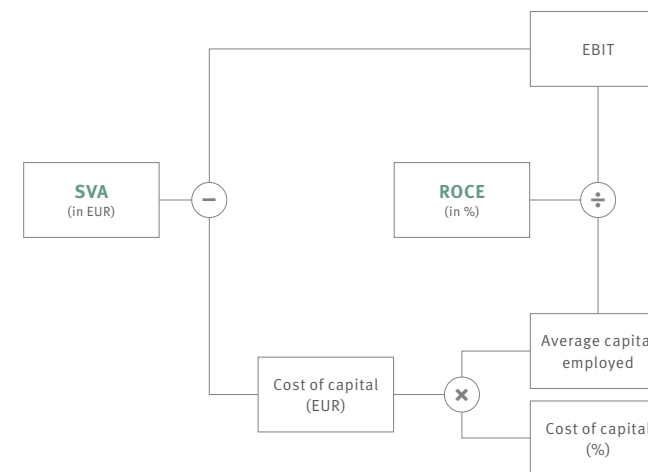 EBIT
SVA
(in EUR)
−
ROCE
(in %)
÷
Average capita
employed
Cost of capital
(EUR)
×
Cost of capital
(%)